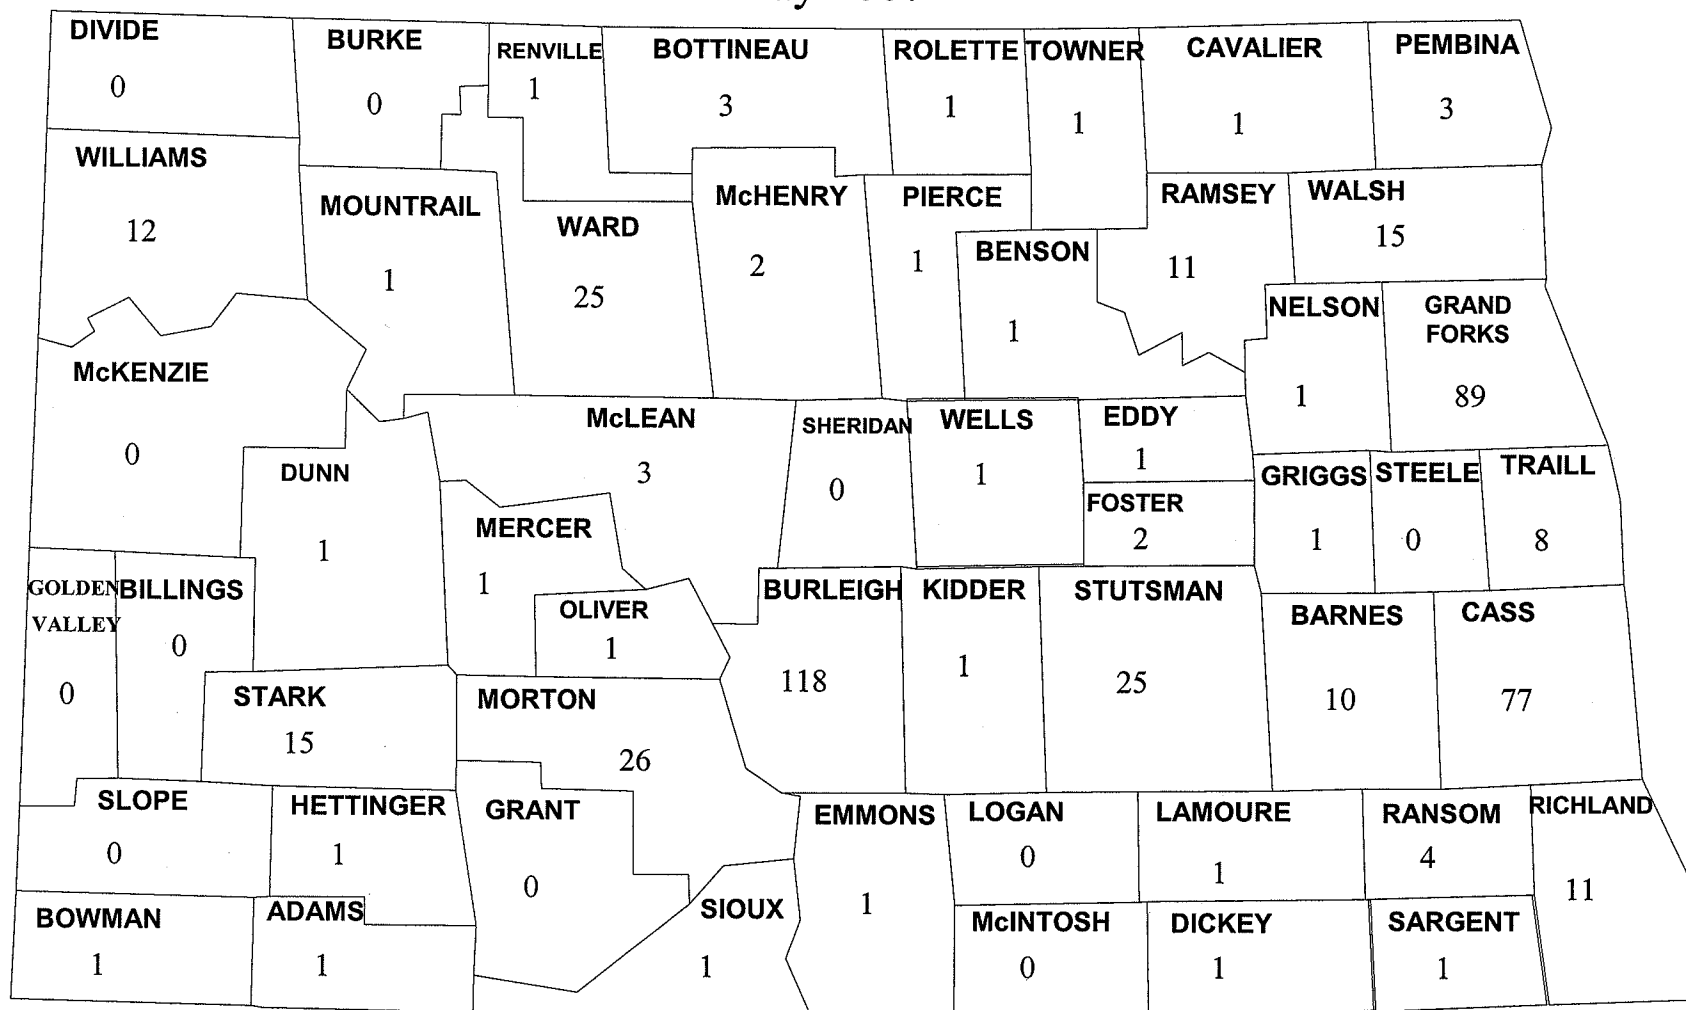 DIVIDE
0
BURKE
0
RENVILLE
1
BOTTINEAU
3
ROLETTE
1
TOWNER
1
CAVALIER
1
PEMBINA
3
WILLIAMS
12
MOUNTRAIL
1
WARD
25
McHENRY
2
PIERCE
1
BENSON
1
RAMSEY
11
WALSH
15
NELSON
1
GRAND
FORKS
89
McKENZIE
0
DUNN
1
McLEAN
3
SHERIDAN
0
WELLS
1
EDDY
1
FOSTER
2
GRIGGS
1
STEELE
0
TRAILL
8
MERCER
1
OLIVER
1
GOLDEN
VALLEY
0
BILLINGS
0
STARK
15
MORTON
26
BURLEIGH
118
KIDDER
1
STUTSMAN
25
BARNES
10
CASS
77
SLOPE
0
HETTINGER
1
GRANT
0
EMMONS
1
LOGAN
0
LAMOURE
1
RANSOM
4
RICHLAND
11
BOWMAN
1
ADAMS
1
SIOUX
1
McINTOSH
0
DICKEY
1
SARGENT
1